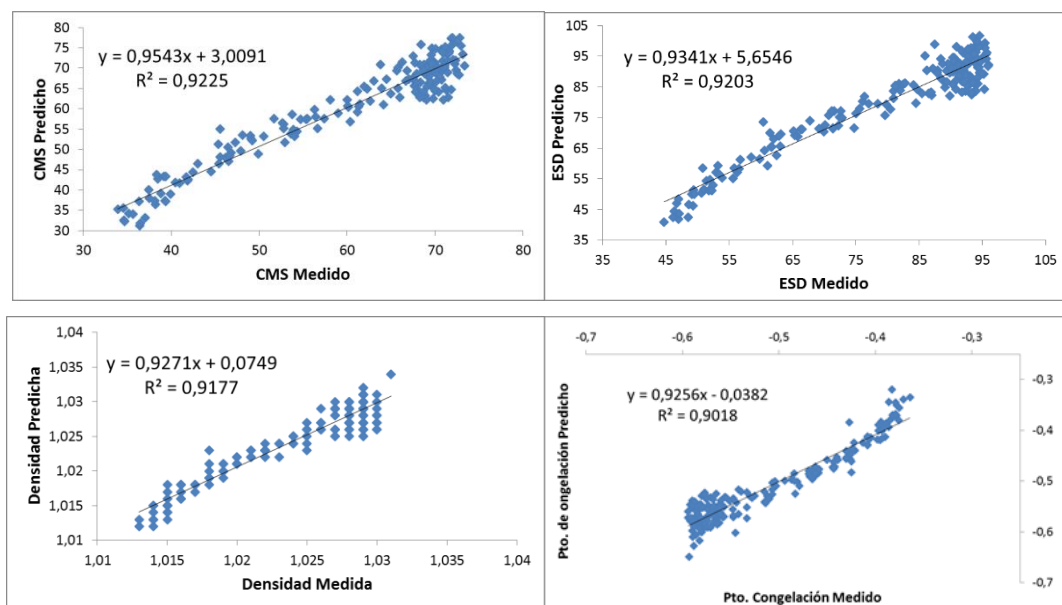 80
75
70
65
60
55
50
45
40
35
30
y = 0,9543x + 3,0091
R² = 0,9225
CMS Predicho
30 40 50 60 70 80
CMS Medido
105
95
85
75
65
55
45
35
y = 0,9341x + 5,6546
R² = 0,9203
ESD Predicho
35 45 55 65 75 85 95 105
ESD Medido
1,04
1,035
1,03
1,025
1,02
1,015
1,01
y = 0,9271x + 0,0749
R² = 0,9177
Densidad Predicha
1,01 1,015 1,02 1,025 1,03 1,035 1,04
Densidad Medida
-0,7 -0,6 -0,5 -0,4 -0,3
-0,3
-0,4
-0,5
-0,6
-0,7
y = 0,9256x - 0,0382
R² = 0,9018
Pto. de ongelación Predicho
Pto. Congelación Medido